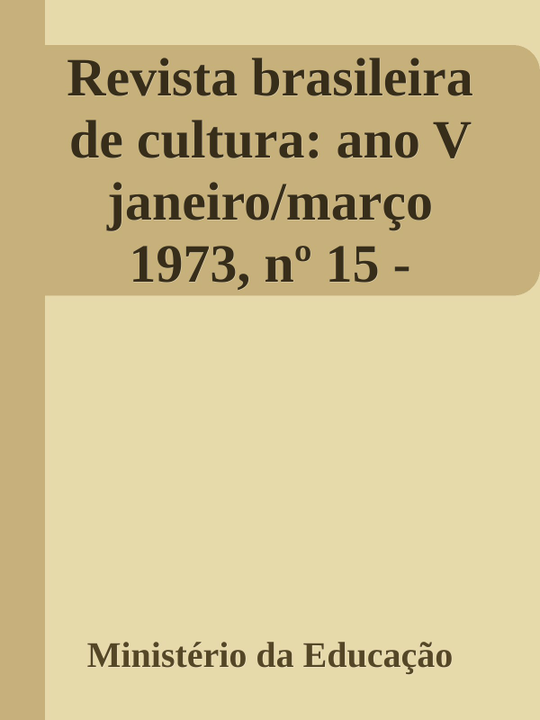 Revista brasileira
de cultura: ano V
janeiro/março
1973, nº 15 -
Ministério da Educação